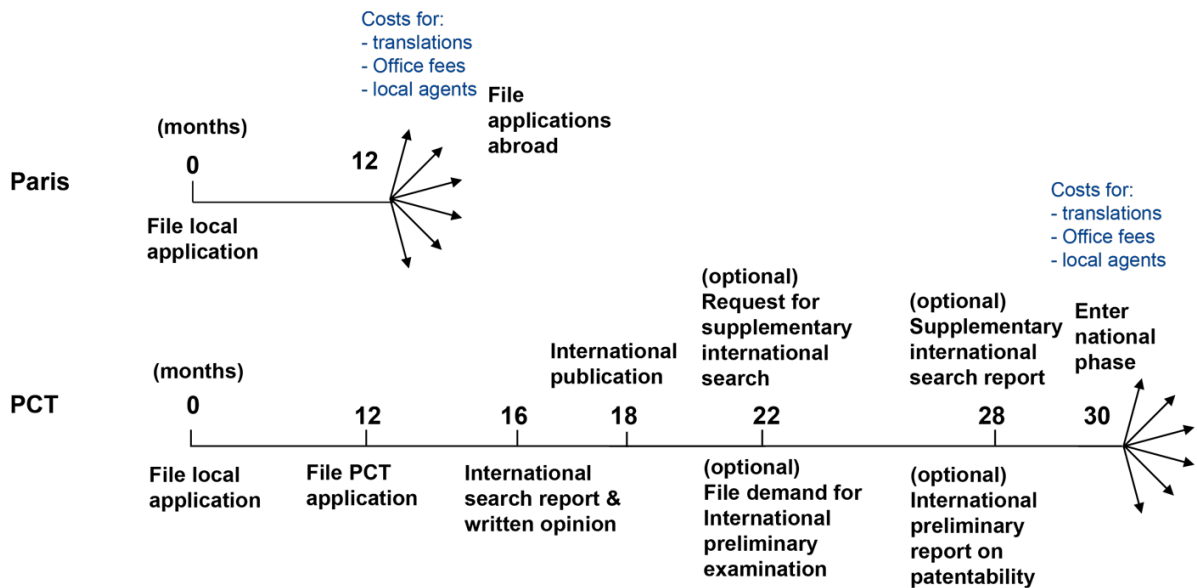 Costs for:
- translations
- Office fees
- local agents
File
applications
abroad
(months)
0
12
Paris
File local
application
Costs for:
- translations
- Office fees
- local agents
(optional)
Request for
supplementary
international
search
(optional)
Supplementary
international
search report
Enter
national
phase
International
publication
(months)
PCT
0
12
16
18
22
28
30
File local
application
File PCT
application
International
search report &
written opinion
(optional)
File demand for
International
preliminary
examination
(optional)
International
preliminary
report on
patentability